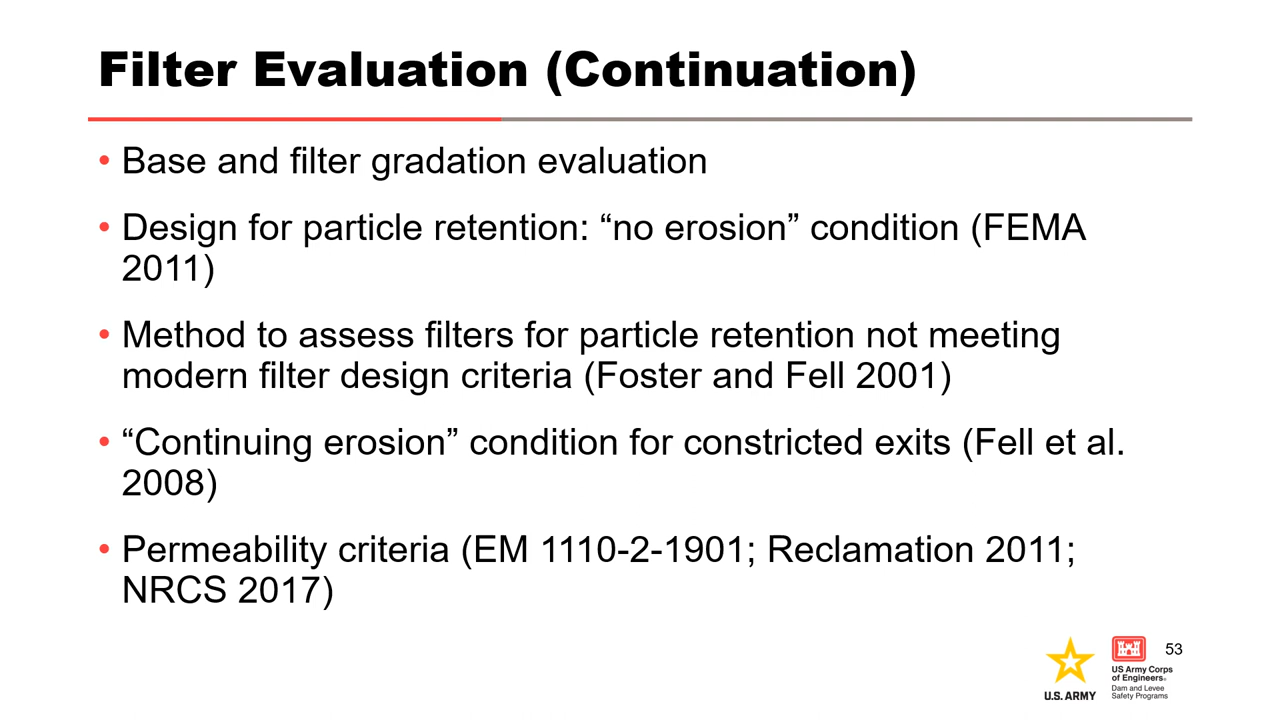 Filter Evaluation (Continuation)
• Base and filter gradation evaluation
• Design for particle retention: “no erosion” condition (FEMA
2011)
• Method to assess filters for particle retention not meeting
modern filter design criteria (Foster and Fell 2001)
• “Continuing erosion” condition for constricted exits (Fell et al.
2008)
• Permeability criteria (EM 1110-2-1901; Reclamation 2011;
NRCS 2017)
53
U.S. ARMY
US Army Corps
of Engineers®
Dam and Levee
Safety Programs